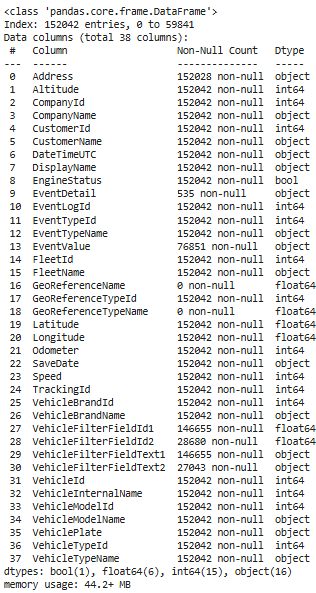 <class 'pandas.core.frame.DataFrame'>
Index: 152042 entries, 0 to 59841
Data columns (total 38 columns):
 #   Column                  Non-Null Count   Dtype
---  ------                  --------------   -----
 0   Address                 152028 non-null  object
 1   Altitude                152042 non-null  int64
 2   CompanyId               152042 non-null  int64
 3   CompanyName             152042 non-null  object
 4   CustomerId              152042 non-null  int64
 5   CustomerName            152042 non-null  object
 6   DateTimeUTC             152042 non-null  object
 7   DisplayName             152042 non-null  object
 8   EngineStatus            152042 non-null  bool
 9   EventDetail             535 non-null     object
 10  EventLogId              152042 non-null  int64
 11  EventTypeId             152042 non-null  int64
 12  EventTypeName           152042 non-null  object
 13  EventValue              76851 non-null   object
 14  FleetId                 152042 non-null  int64
 15  FleetName               152042 non-null  object
 16  GeoReferenceName        0 non-null       float64
 17  GeoReferenceTypeId      152042 non-null  int64
 18  GeoReferenceTypeName    0 non-null       float64
 19  Latitude                152042 non-null  float64
 20  Longitude               152042 non-null  float64
 21  Odometer                152042 non-null  int64
 22  SaveDate                152042 non-null  object
 23  Speed                   152042 non-null  int64
 24  TrackingId              152042 non-null  int64
 25  VehicleBrandId          152042 non-null  int64
 26  VehicleBrandName        152042 non-null  object
 27  VehicleFilterFieldId1   146655 non-null  float64
 28  VehicleFilterFieldId2   28680 non-null   float64
 29  VehicleFilterFieldText1 146655 non-null  object
 30  VehicleFilterFieldText2 27043 non-null   object
 31  VehicleId               152042 non-null  int64
 32  VehicleInternalName     152042 non-null  object
 33  VehicleModelId          152042 non-null  int64
 34  VehicleModelName        152042 non-null  object
 35  VehiclePlate            152042 non-null  object
 36  VehicleTypeId           152042 non-null  int64
 37  VehicleTypeName         152042 non-null  object
dtypes: bool(1), float64(6), int64(15), object(16)
memory usage: 44.2+ MB